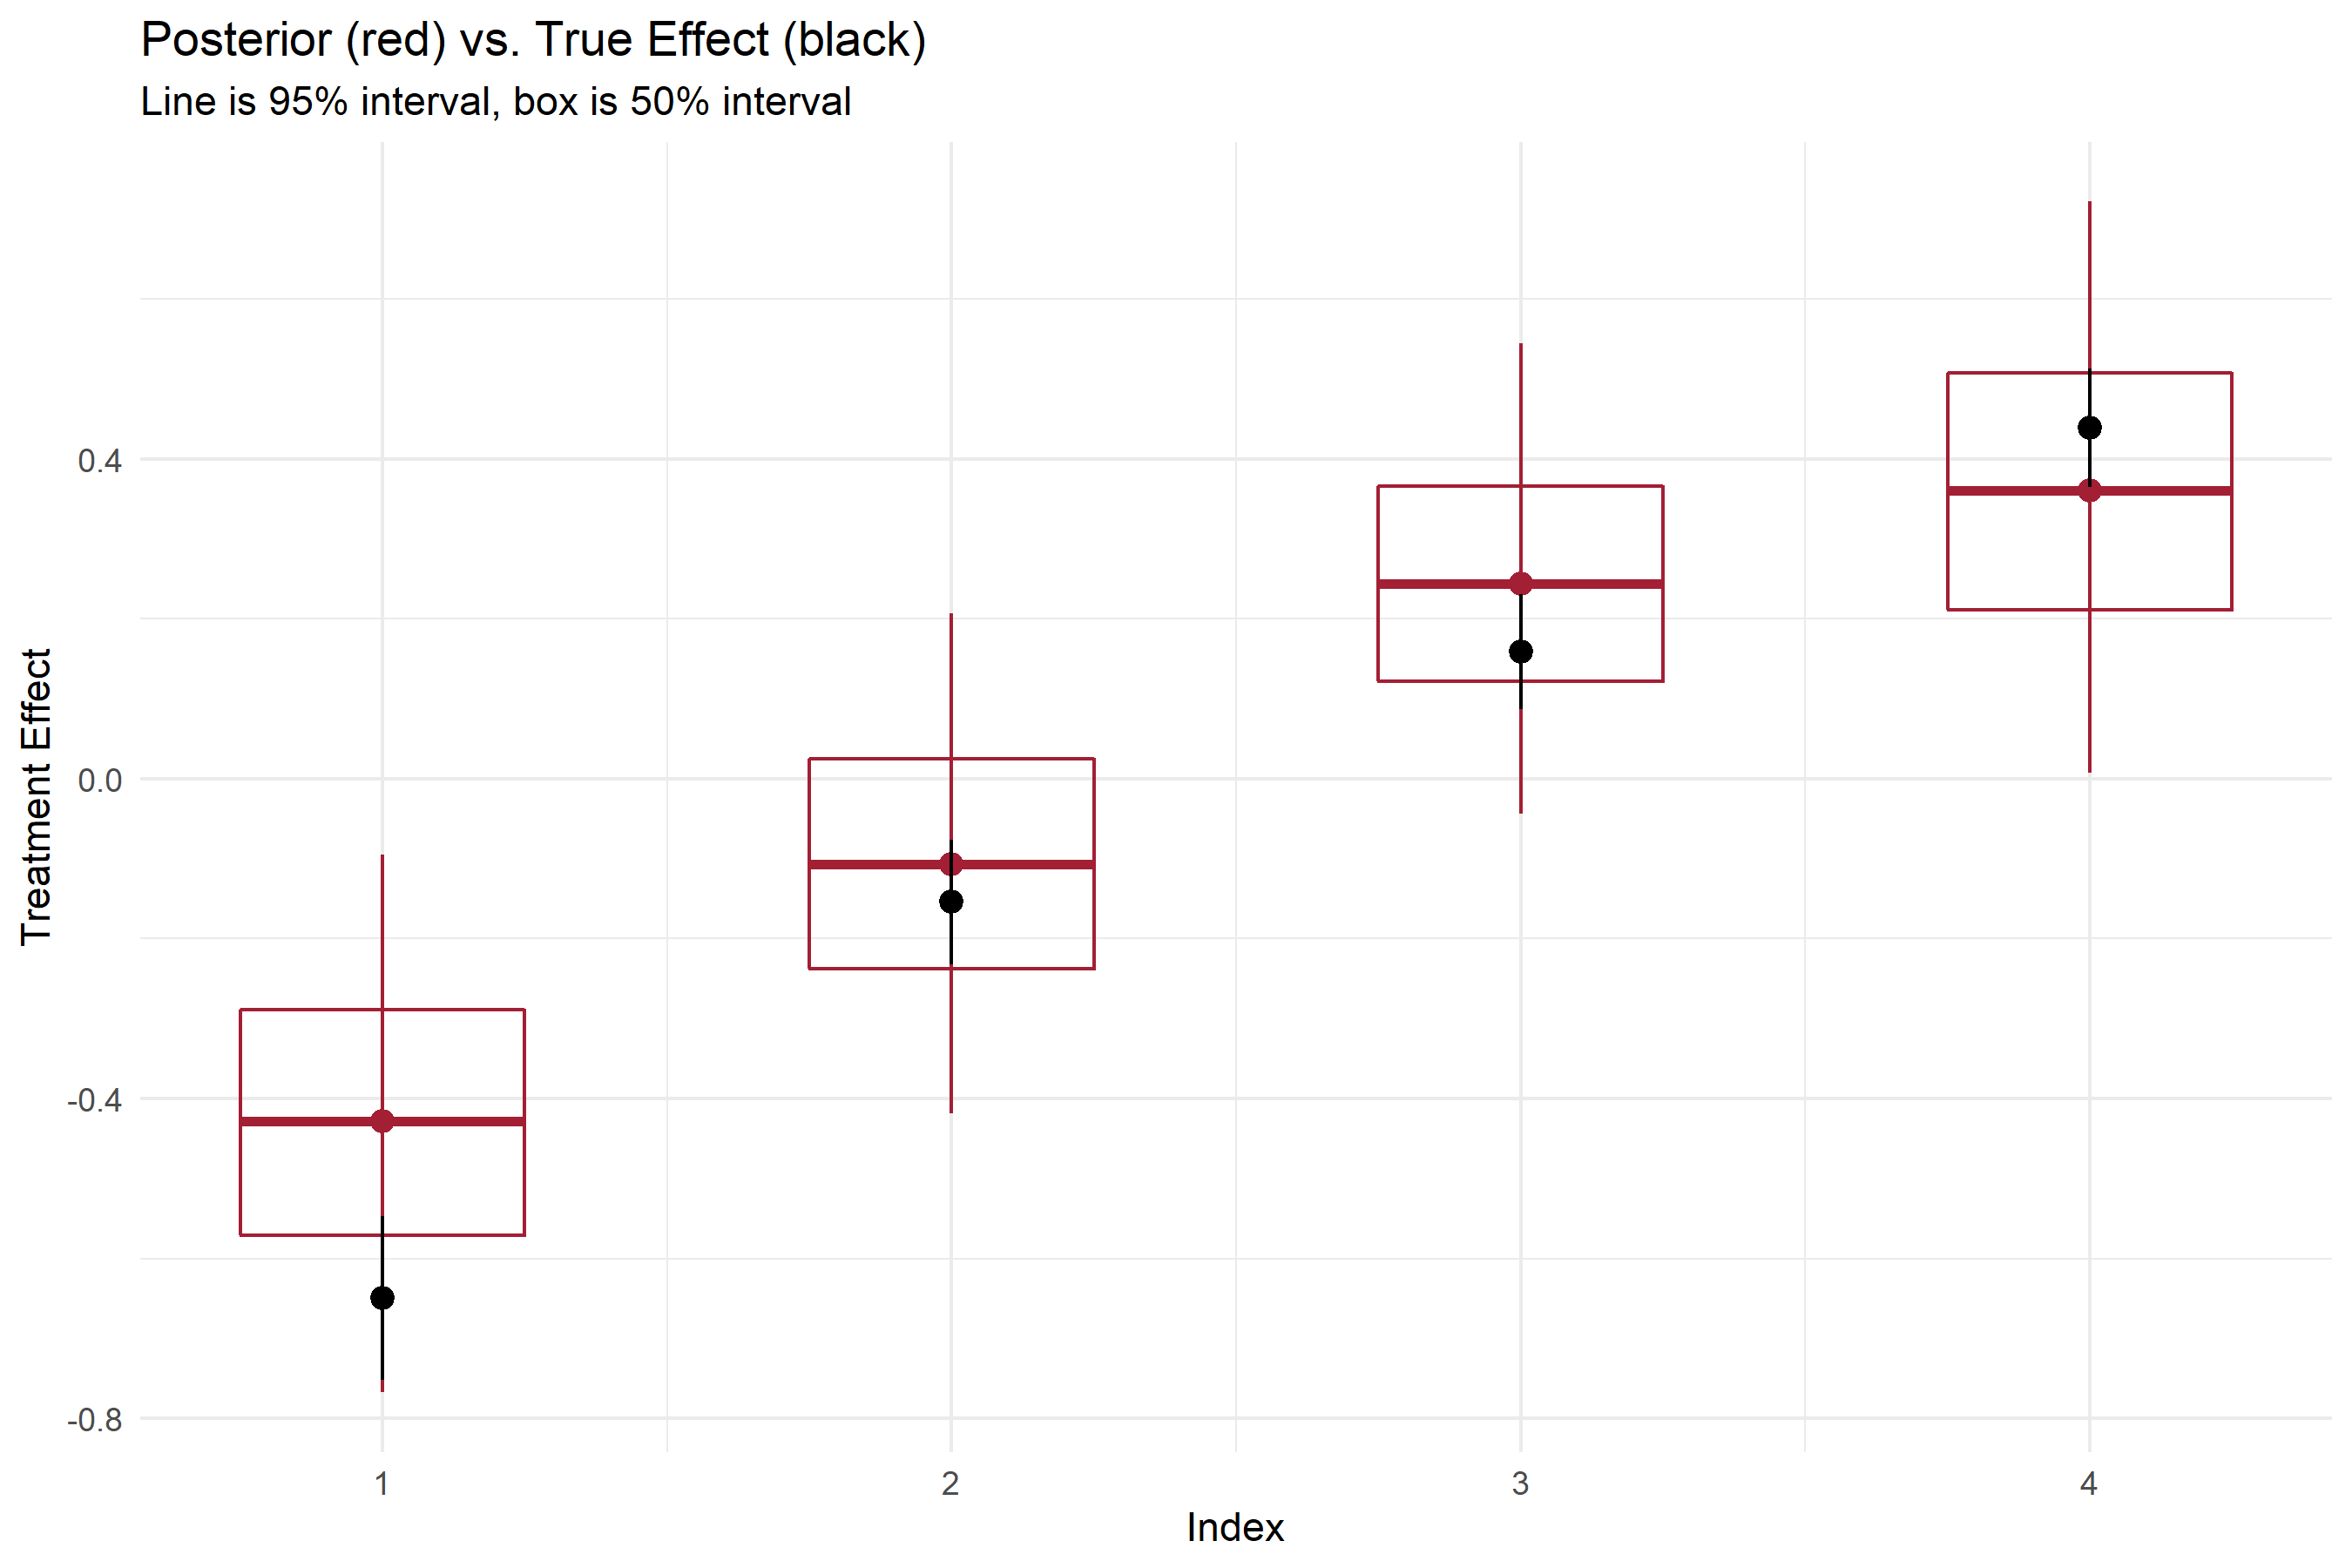 Posterior (red) vs. True Effect (black)
Line is 95% interval, box is 50% interval
Treatment Effect
0.4
0.0
-0.4
-0.8
1
2
3
4
Index